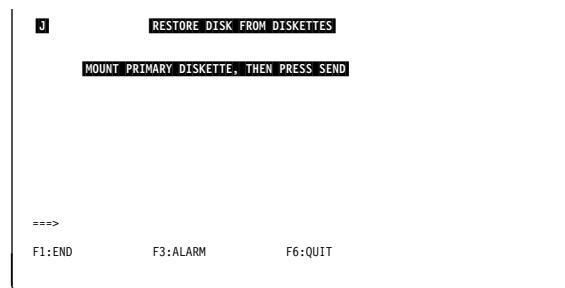 J RESTORE DISK FROM DISKETTES
MOUNT PRIMARY DISKETTE, THEN PRESS SEND
===>
F1:END F3:ALARM F6:QUIT